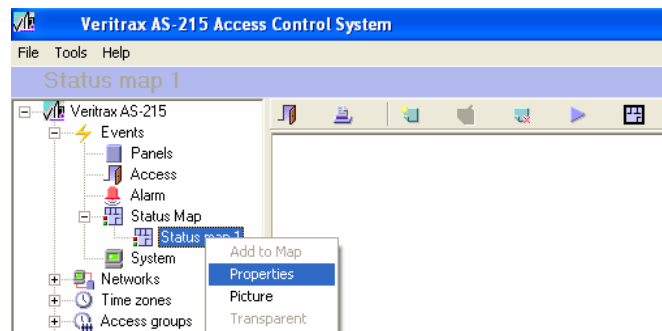 Veritrax AS-215 Access Control System
File Tools Help
Status map 1
Veritrax AS-215
Events
Panels
Access
Alarm
Status Map
Status map 1
System
Networks
Time zones
Access groups
Add to Map
Properties
Picture
Transparent